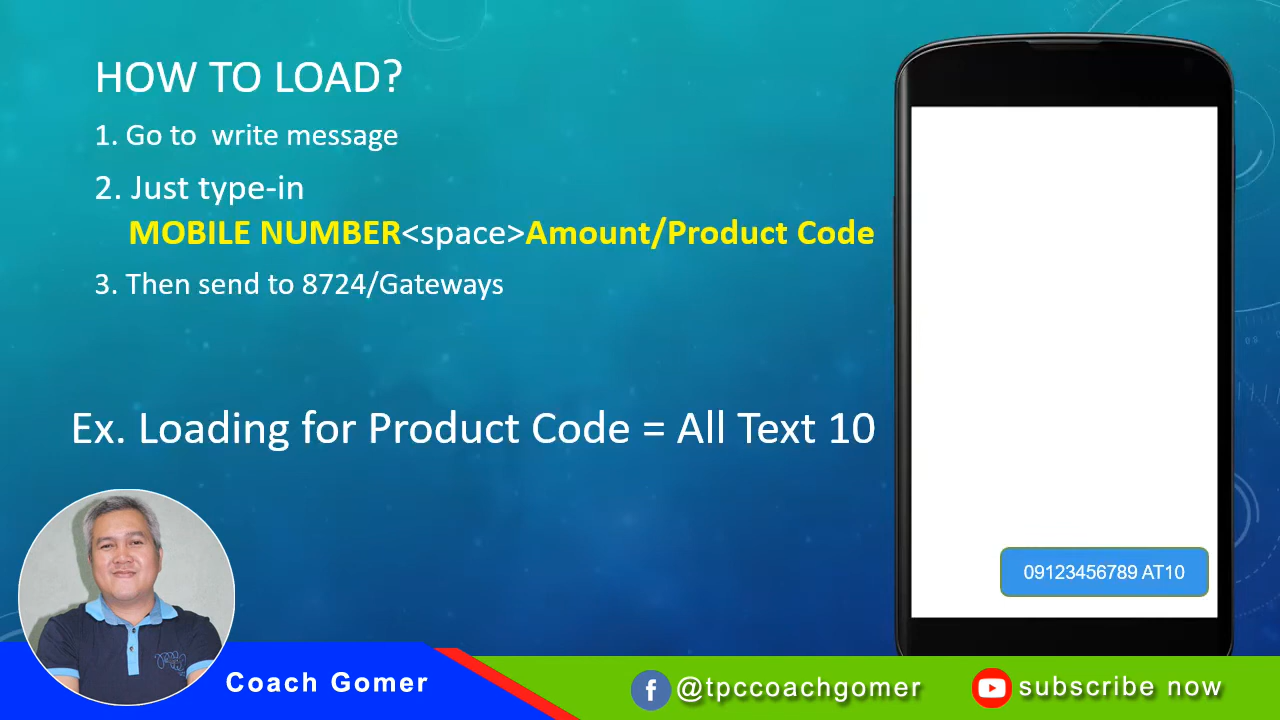 HOW TO LOAD?
1. Go to write message
2. Just type-in
MOBILE NUMBER<space>Amount/Product Code
3. Then send to 8724/Gateways
Ex. Loading for Product Code = All Text 10
09123456789 AT10
Coach Gomer
@tpccoachgomer
subscribe now